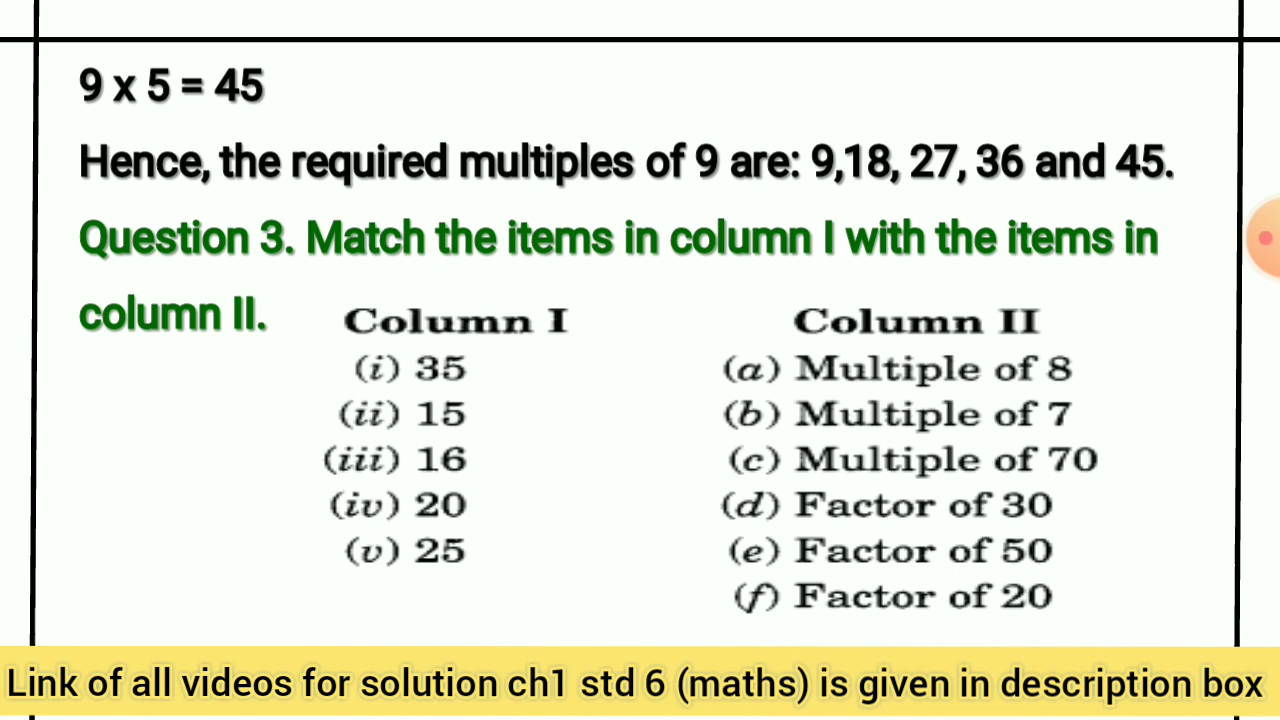 9 x 5 = 45
Hence, the required multiples of 9 are: 9,18, 27, 36 and 45.
Question 3. Match the items in column I with the items in
column II.
Column I Column II
(i) 35 (a) Multiple of 8
(ii) 15 (b) Multiple of 7
(iii) 16 (c) Multiple of 70
(iv) 20 (d) Factor of 30
(v) 25 (e) Factor of 50
(f) Factor of 20
Link of all videos for solution ch1 std 6 (maths) is given in description box